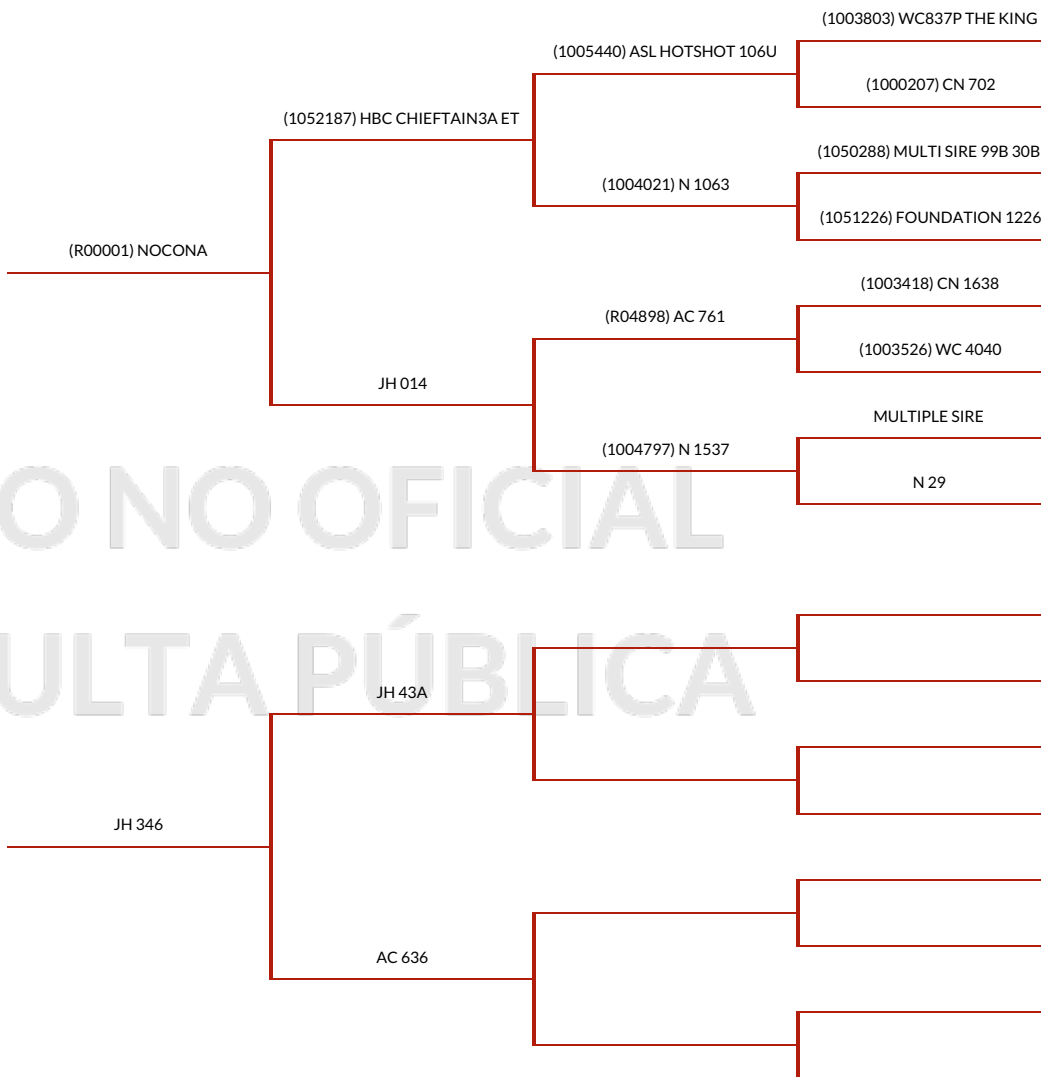 (1003803) WC837P THE KING
(1005440) ASL HOTSHOT 106U
(1000207) CN 702
(1052187) HBC CHIEFTAIN3A ET
(1050288) MULTI SIRE 99B 30B
(1004021) N 1063
(1051226) FOUNDATION 1226
(R00001) NOCONA
(1003418) CN 1638
(R04898) AC 761
(1003526) WC 4040
JH 014
MULTIPLE SIRE
(1004797) N 1537
N 29
O NO OFICIAL
ULTA PÚBLICA
JH 43A
JH 346
AC 636